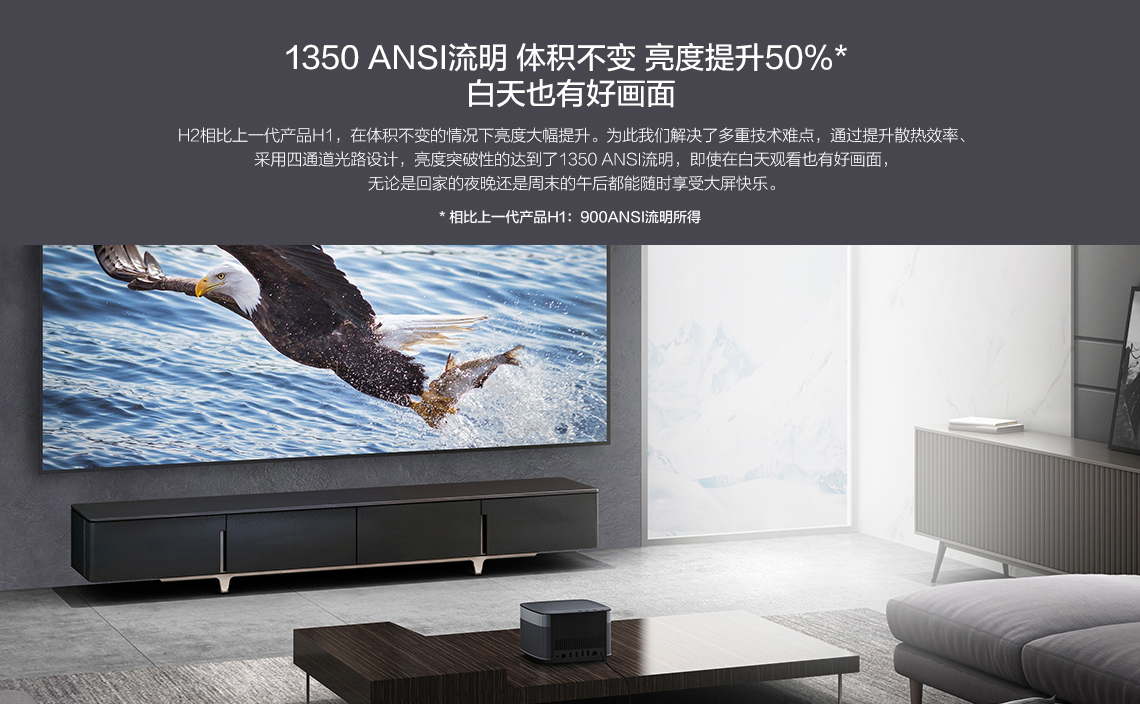 1350 ANSI流明 体积不变 亮度提升50%*
白天也有好画面
H2相比上一代产品H1，在体积不变的情况下亮度大幅提升。为此我们解决了多重技术难点，通过提升散热效率、
采用四通道光路设计，亮度突破性的达到了1350 ANSI流明，即使在白天观看也有好画面，
无论是回家的夜晚还是周末的午后都能随时享受大屏快乐。
* 相比上一代产品H1：900ANSI流明所得